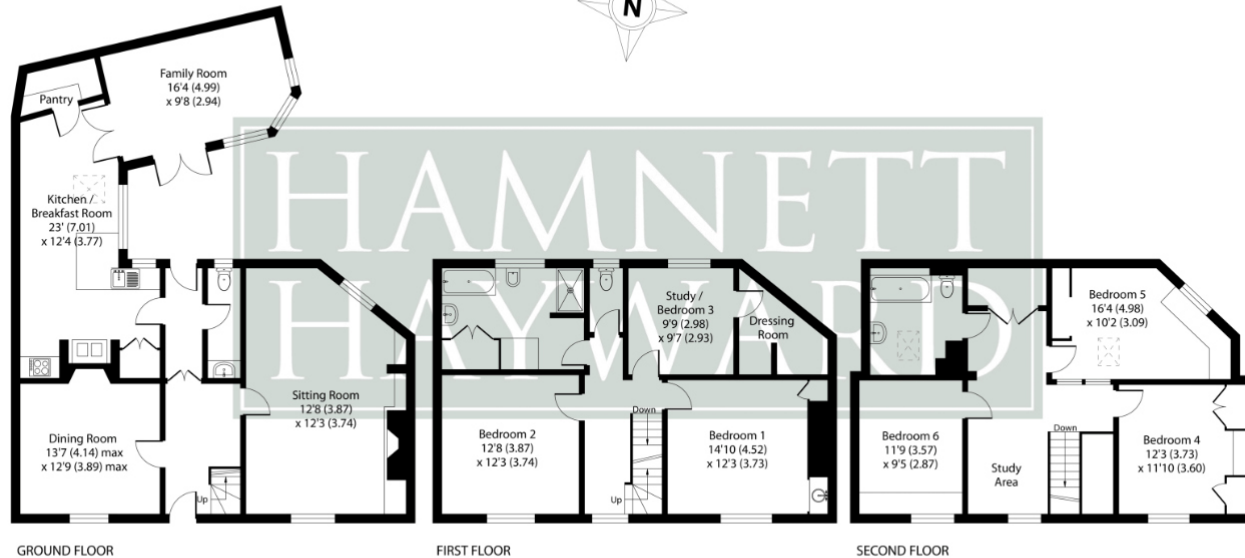 N
Family Room
16'4 (4.99)
x 9'8 (2.94)
Pantry
Kitchen /
Breakfast Room
23' (7.01)
x 12'4 (3.77)
Dining Room
13'7 (4.14) max
x 12'9 (3.89) max
Sitting Room
12'8 (3.87)
x 12'3 (3.74)
Up
GROUND FLOOR
HAMNETT
HAYWARD
Study /
Bedroom 3
9'9 (2.98)
x 9'7 (2.93)
Dressing
Room
Bedroom 2
12'8 (3.87)
x 12'3 (3.74)
Down
Up
Bedroom 1
14'10 (4.52)
x 12'3 (3.73)
FIRST FLOOR
Bedroom 5
16'4 (4.98)
x 10'2 (3.09)
Bedroom 6
11'9 (3.57)
x 9'5 (2.87)
Study
Area
Down
Bedroom 4
12'3 (3.73)
x 11'10 (3.60)
SECOND FLOOR